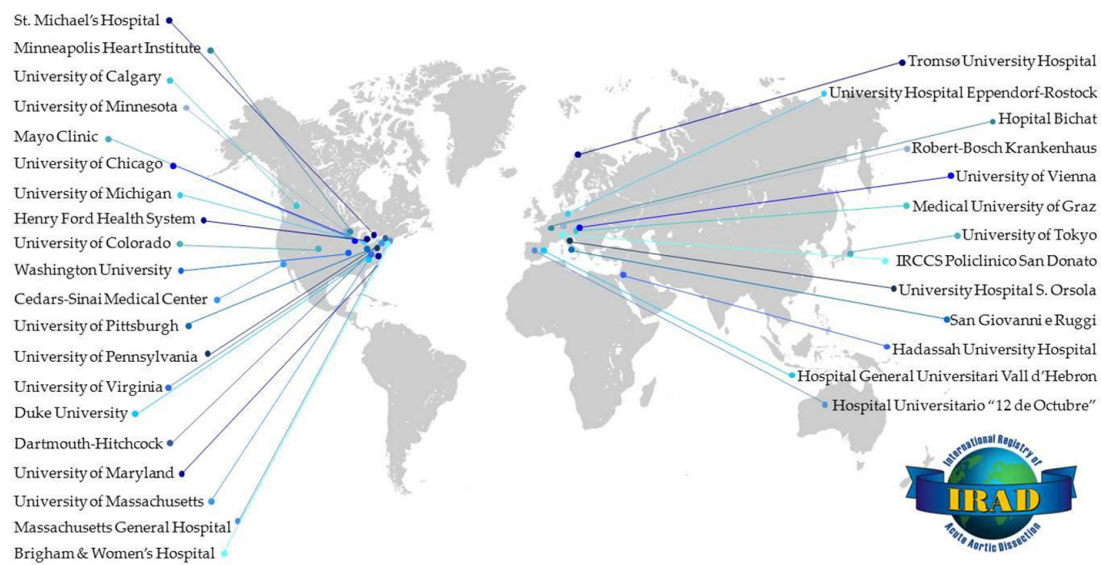 St. Michael's Hospital
Minneapolis Heart Institute
University of Calgary
University of Minnesota
Mayo Clinic
University of Chicago
University of Michigan
Henry Ford Health System
University of Colorado
Washington University
Cedars-Sinai Medical Center
University of Pittsburgh
University of Pennsylvania
University of Virginia
Duke University
Dartmouth-Hitchcock
University of Maryland
University of Massachusetts
Massachusetts General Hospital
Brigham & Women's Hospital
Tromsø University Hospital
University Hospital Eppendorf-Rostock
Hopital Bichat
Robert-Bosch Krankenhaus
University of Vienna
Medical University of Graz
University of Tokyo
IRCCS Policlinico San Donato
University Hospital S. Orsola
San Giovanni e Ruggi
Hadassah University Hospital
Hospital General Universitari Vall d'Hebron
Hospital Universitario "12 de Octubre"
International Registry of
IRAD
Acute Aortic Dissection